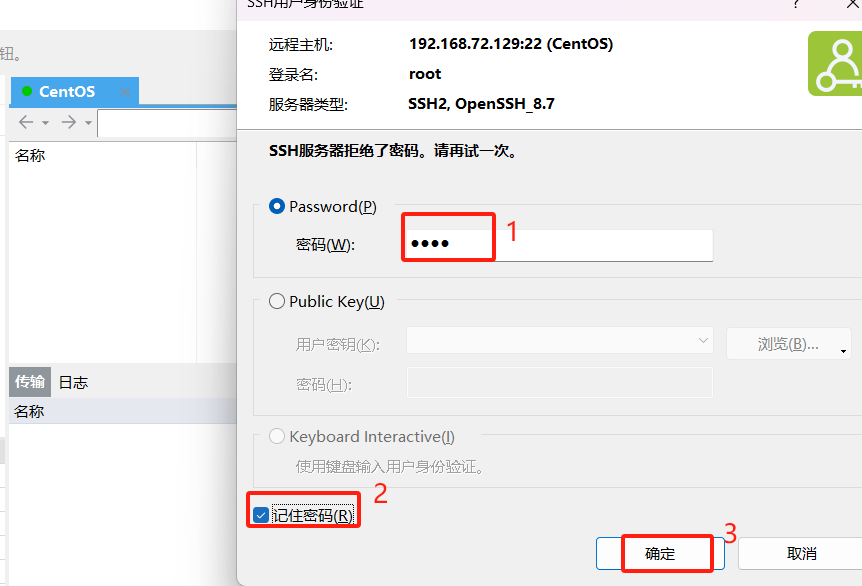 SSH用户身份验证
?
钮。
远程主机: 192.168.72.129:22 (CentOS)
登录名: root
服务器类型: SSH2, OpenSSH_8.7
CentOS
名称
SSH服务器拒绝了密码。请再试一次。
Password(P)
密码(W): ●●●● 1
Public Key(U)
用户密钥(K): 浏览(B)...
密码(H):
传输 日志
名称
Keyboard Interactive(I)
使用键盘输入用户身份验证。
记住密码(R) 2
确定 3 取消